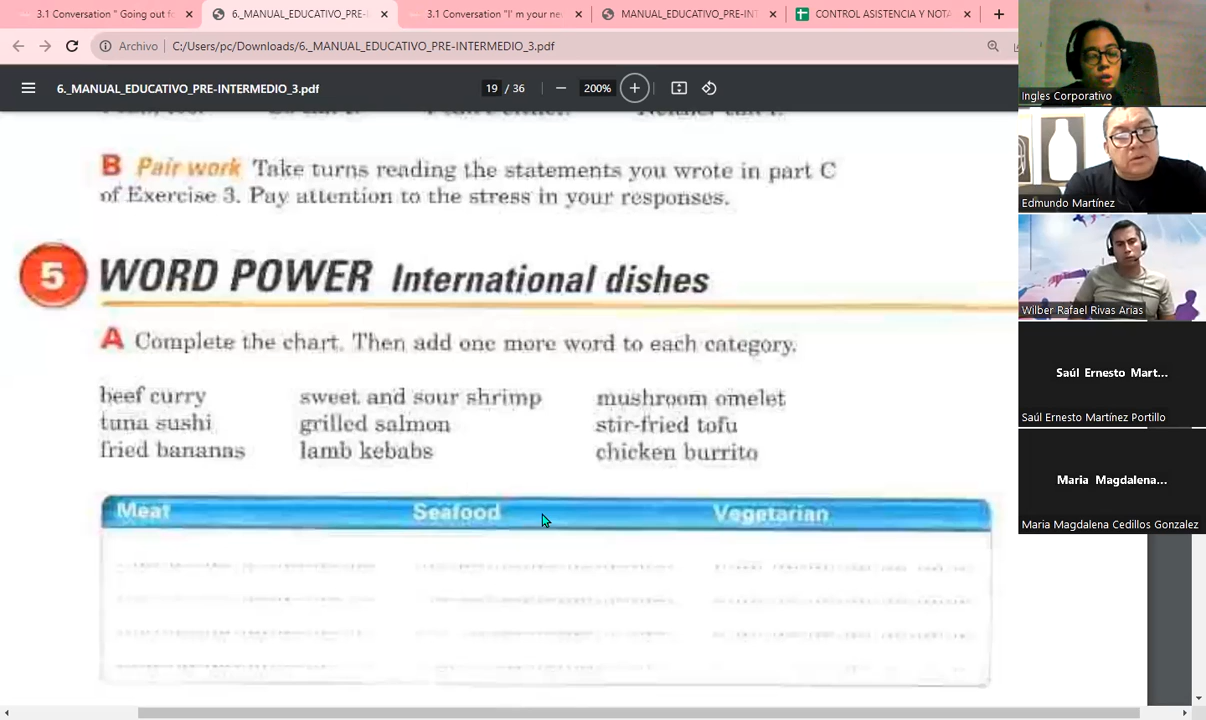 3.1 Conversation " Going out fo
6._MANUAL_EDUCATIVO_PRE-
3.1 Conversation "I' m your ne
MANUAL_EDUCATIVO_PRE-INT
CONTROL ASISTENCIA Y NOTA
Archivo
C:/Users/pc/Downloads/6._MANUAL_EDUCATIVO_PRE-INTERMEDIO_3.pdf
6._MANUAL_EDUCATIVO_PRE-INTERMEDIO_3.pdf
19 / 36
200%
B Pair work Take turns reading the statements you wrote in part C
of Exercise 3. Pay attention to the stress in your responses.
5 WORD POWER International dishes
A Complete the chart. Then add one more word to each category.
beef curry sweet and sour shrimp mushroom omelet
tuna sushi grilled salmon stir-fried tofu
fried bananas lamb kebabs chicken burrito
Meat Seafood Vegetarian
Ingles Corporativo
Edmundo Martínez
Wilber Rafael Rivas Arias
Saúl Ernesto Mart...
Saúl Ernesto Martínez Portillo
Maria Magdalena...
Maria Magdalena Cedillos Gonzalez